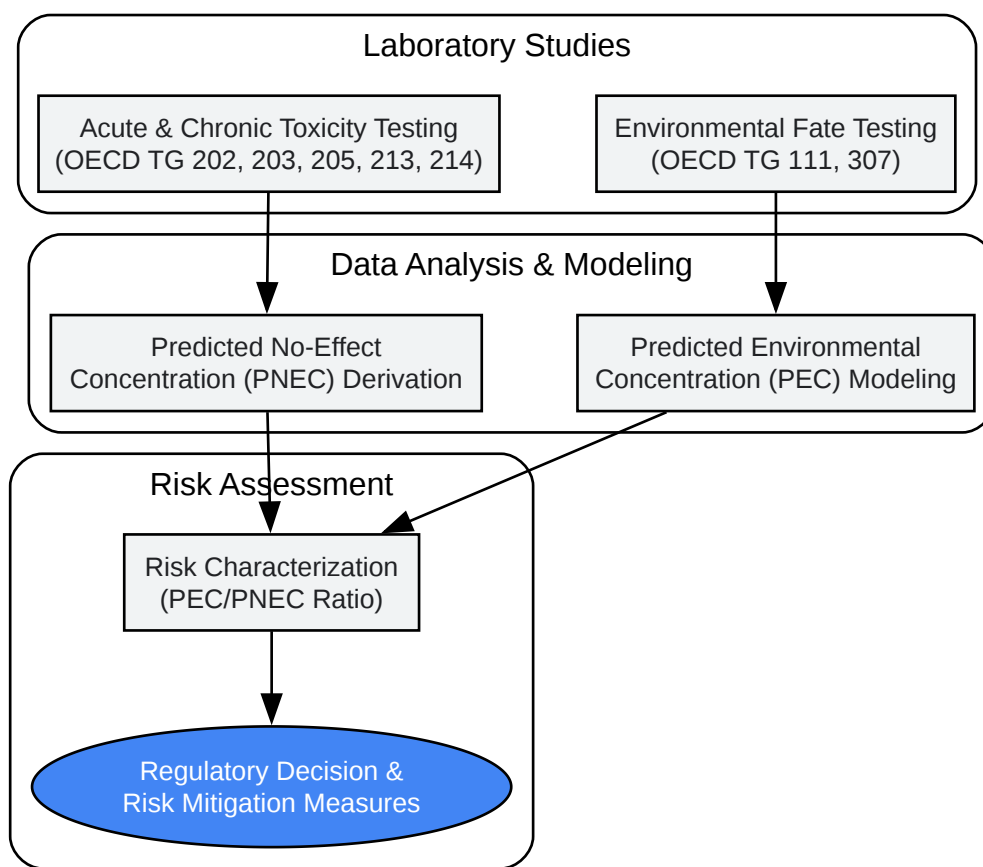 Laboratory Studies
Acute & Chronic Toxicity Testing
(OECD TG 202, 203, 205, 213, 214)
Environmental Fate Testing
(OECD TG 111, 307)
Data Analysis & Modeling
Predicted No-Effect
Concentration (PNEC) Derivation
Predicted Environmental
Concentration (PEC) Modeling
Risk Assessment
Risk Characterization
(PEC/PNEC Ratio)
Regulatory Decision &
Risk Mitigation Measures